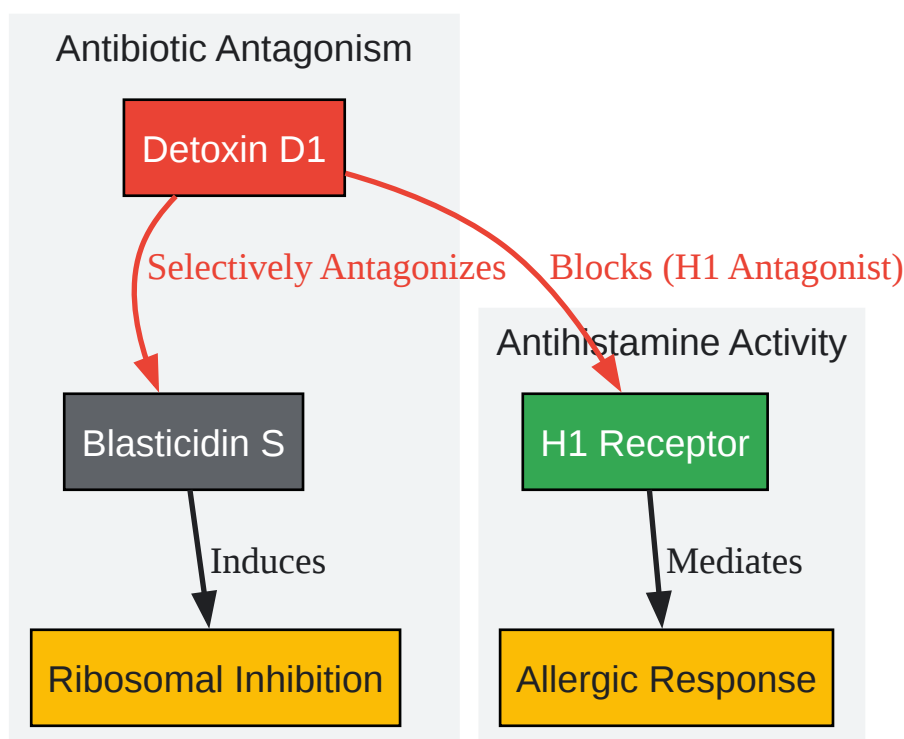 Antibiotic Antagonism
Detoxin D1
Selectively Antagonizes
Blocks (H1 Antagonist)
Antihistamine Activity
Blasticidin S
H1 Receptor
Induces
Mediates
Ribosomal Inhibition
Allergic Response